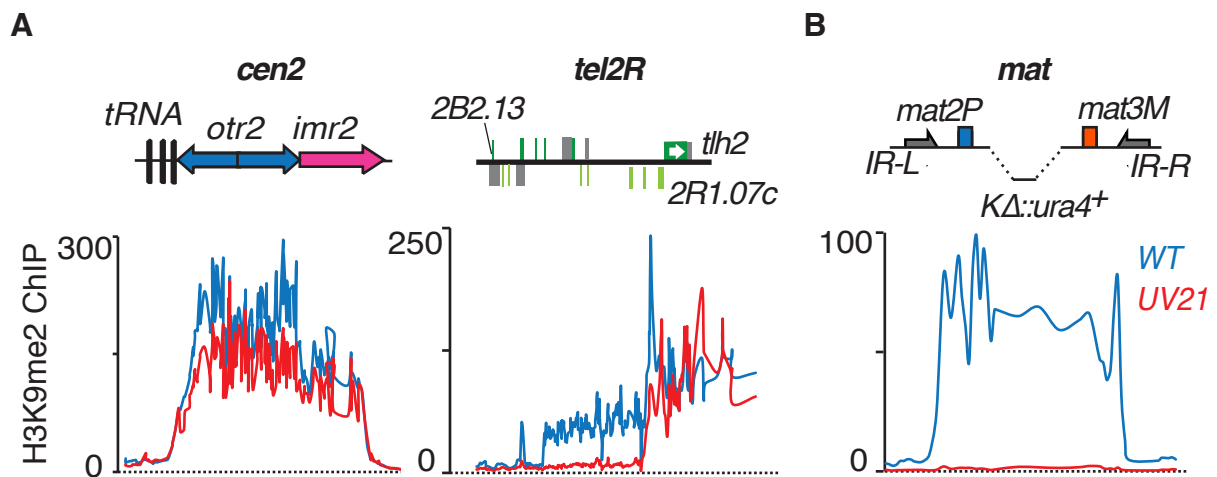 A
cen2
tRNA
otr2
imr2
tel2R
2B2.13
tlh2
2R1.07c
B
mat
mat2P
mat3M
IR-L
IR-R
KΔ::ura4+
H3K9me2 ChIP
300
0
250
0
100
0
WT
UV21